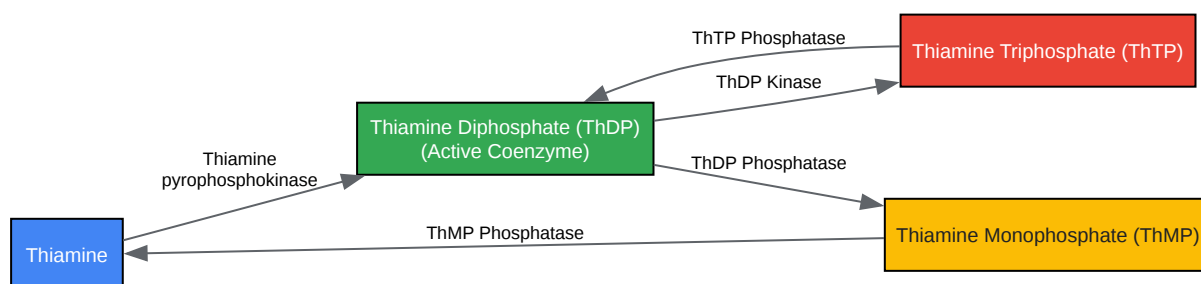 ThTP Phosphatase
Thiamine Triphosphate (ThTP)
ThDP Kinase
Thiamine Diphosphate (ThDP)
(Active Coenzyme)
Thiamine
pyrophosphokinase
ThDP Phosphatase
ThMP Phosphatase
Thiamine Monophosphate (ThMP)
Thiamine